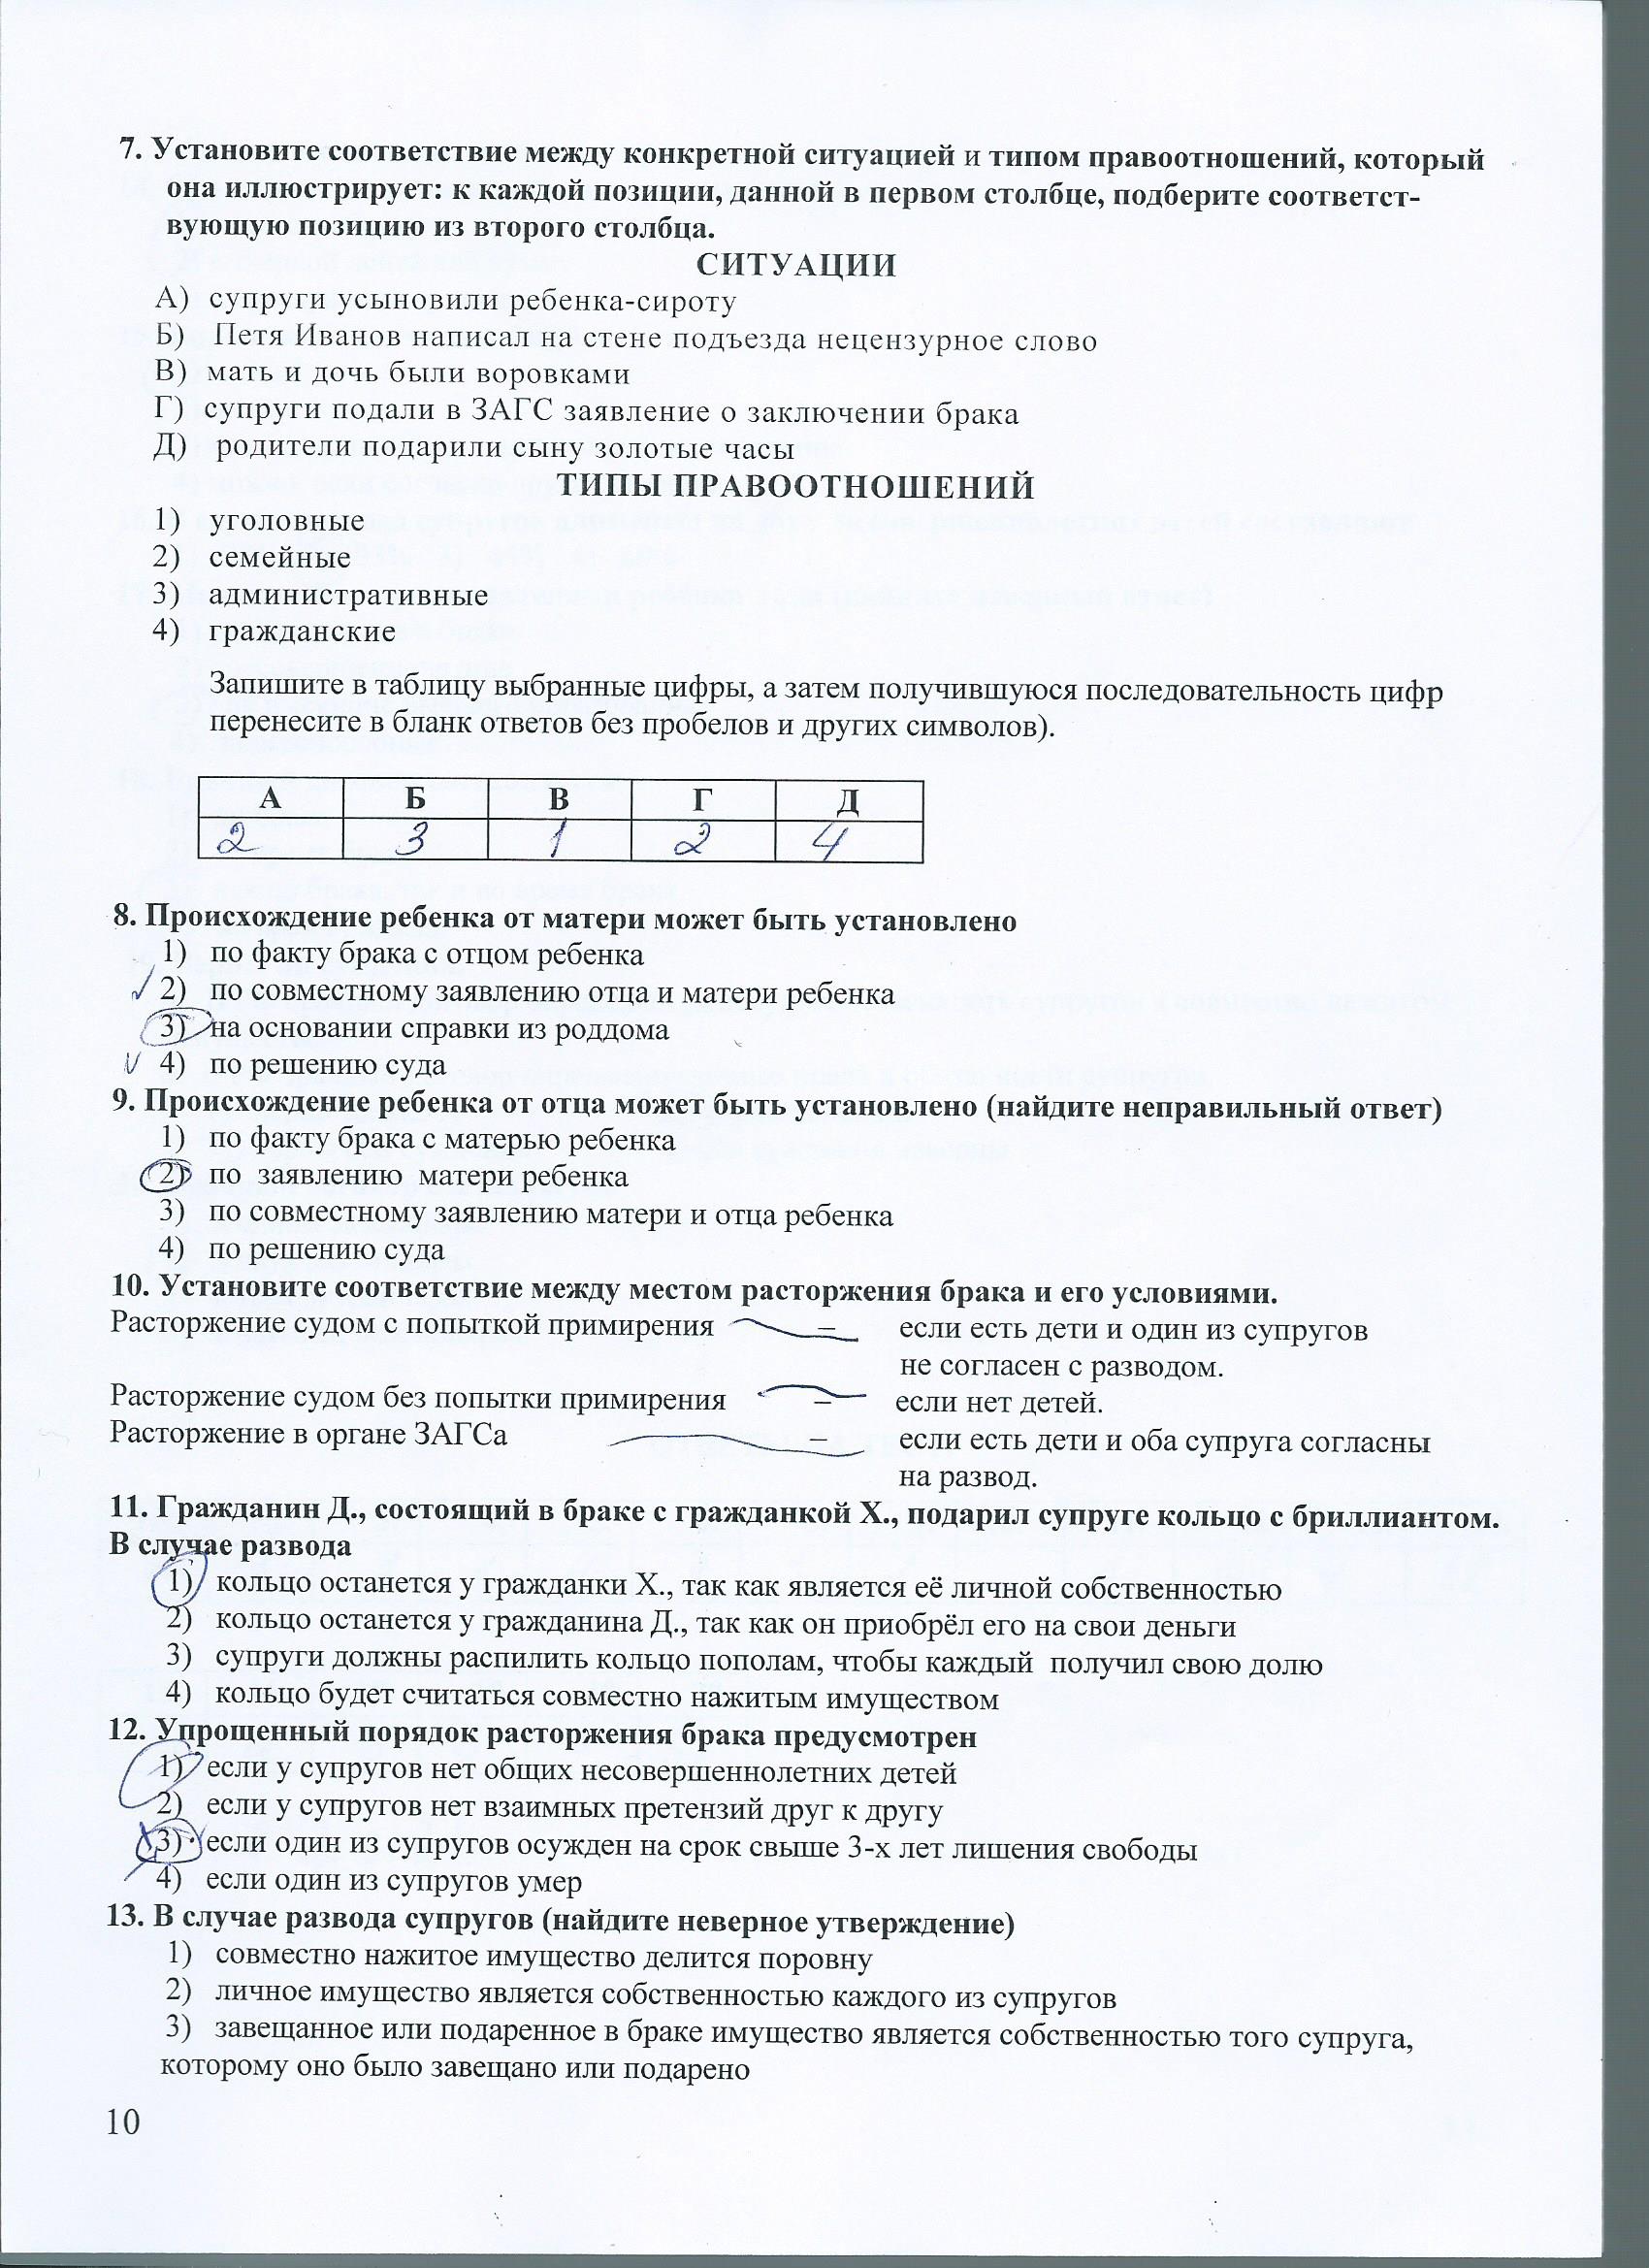 7. Установите соответствие между конкретной ситуацией и типом правоотношений, который
она иллюстрирует: к каждой позиции, данной в первом столбце, подберите соответст-
вующую позицию из второго столбца.
СИТУАЦИИ
А) супруги усыновили ребенка-сироту
Б) Петя Иванов написал на стене подъезда нецензурное слово
В) мать и дочь были воровками
Г) супруги подали в ЗАГС заявление о заключении брака
Д) родители подарили сыну золотые часы
ТИПЫ ПРАВООТНОШЕНИЙ
1) уголовные
2) семейные
3) административные
4) гражданские
Запишите в таблицу выбранные цифры, а затем получившуюся последовательность цифр
перенесите в бланк ответов без пробелов и других символов).
А Б В Г Д
2 3 1 2 4
8. Происхождение ребенка от матери может быть установлено
1) по факту брака с отцом ребенка
2) по совместному заявлению отца и матери ребенка
3) на основании справки из роддома
4) по решению суда
9. Происхождение ребенка от отца может быть установлено (найдите неправильный ответ)
1) по факту брака с матерью ребенка
2) по заявлению матери ребенка
3) по совместному заявлению матери и отца ребенка
4) по решению суда
10. Установите соответствие между местом расторжения брака и его условиями.
Расторжение судом с попыткой примирения – если есть дети и один из супругов
не согласен с разводом.
Расторжение судом без попытки примирения – если нет детей.
Расторжение в органе ЗАГСа – если есть дети и оба супруга согласны
на развод.
11. Гражданин Д., состоящий в браке с гражданкой Х., подарил супруге кольцо с бриллиантом.
В случае развода
1) кольцо останется у гражданки Х., так как является её личной собственностью
2) кольцо останется у гражданина Д., так как он приобрёл его на свои деньги
3) супруги должны распилить кольцо пополам, чтобы каждый получил свою долю
4) кольцо будет считаться совместно нажитым имуществом
12. Упрощенный порядок расторжения брака предусмотрен
1) если у супругов нет общих несовершеннолетних детей
2) если у супругов нет взаимных претензий друг к другу
3) если один из супругов осужден на срок свыше 3-х лет лишения свободы
4) если один из супругов умер
13. В случае развода супругов (найдите неверное утверждение)
1) совместно нажитое имущество делится поровну
2) личное имущество является собственностью каждого из супругов
3) завещанное или подаренное в браке имущество является собственностью того супруга,
которому оно было завещано или подарено
10